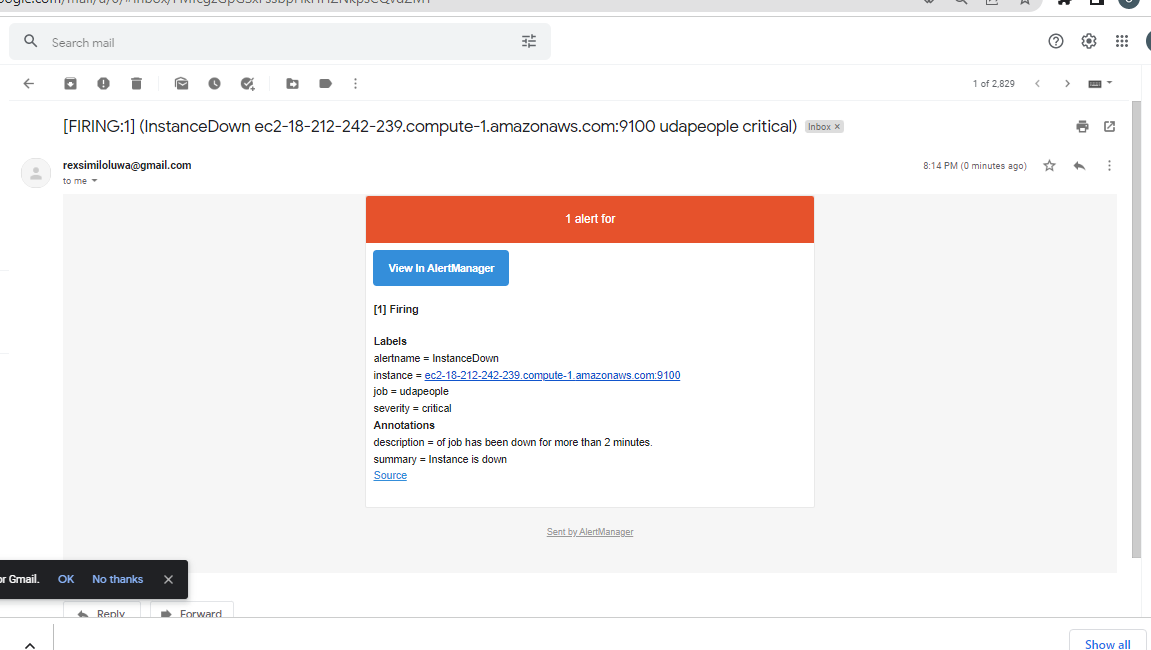 Search mail
1 of 2,829
[FIRING:1] (InstanceDown ec2-18-212-242-239.compute-1.amazonaws.com:9100 udapeople critical) Inbox ×
rexsimiloluwa@gmail.com
8:14 PM (0 minutes ago)
to me
1 alert for
View In AlertManager
[1] Firing
Labels
alertname = InstanceDown
instance = ec2-18-212-242-239.compute-1.amazonaws.com:9100
job = udapeople
severity = critical
Annotations
description = of job has been down for more than 2 minutes.
summary = Instance is down
Source
Sent by AlertManager
or Gmail. OK No thanks
Reply Forward
Show all